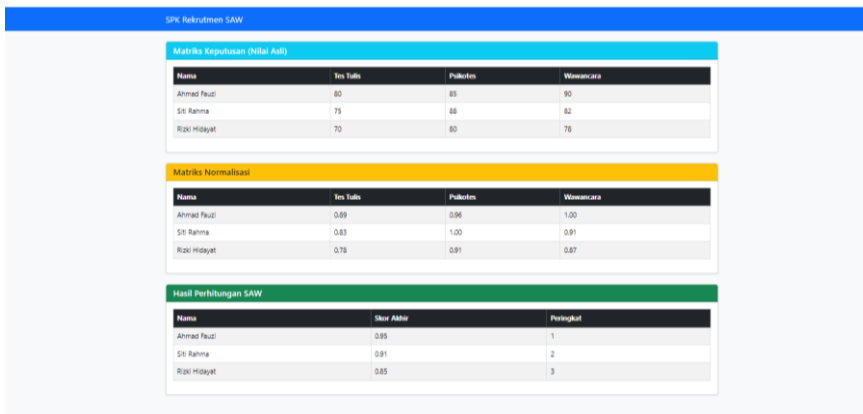 SPK Rekrutmen SAW
Matriks Keputusan (Nilai Asli)
Nama Tes Tulis Psikotes Wawancara
Ahmad Fauzi 80 85 90
Siti Rahma 75 88 82
Rizki Hidayat 70 80 78
Matriks Normalisasi
Nama Tes Tulis Psikotes Wawancara
Ahmad Fauzi 0.89 0.96 1.00
Siti Rahma 0.83 1.00 0.91
Rizki Hidayat 0.78 0.91 0.87
Hasil Perhitungan SAW
Nama Skor Akhir Peringkat
Ahmad Fauzi 0.95 1
Siti Rahma 0.91 2
Rizki Hidayat 0.85 3